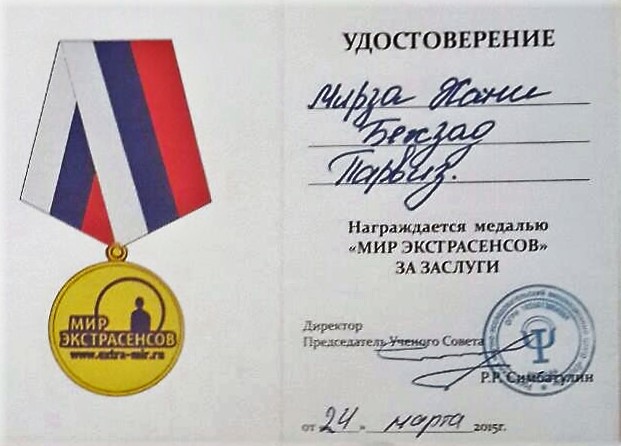 УДОСТОВЕРЕНИЕ
Мирза Хани
Бехзад
Парвиз.
Награждается медалью
«МИР ЭКСТРАСЕНСОВ»
ЗА ЗАСЛУГИ
МИР
ЭКСТРАСЕНСОВ
www.extra-mir.ru
Директор
Председатель Ученого Совета
Р.Р. Симбатулин
от «24» марта 2015г.